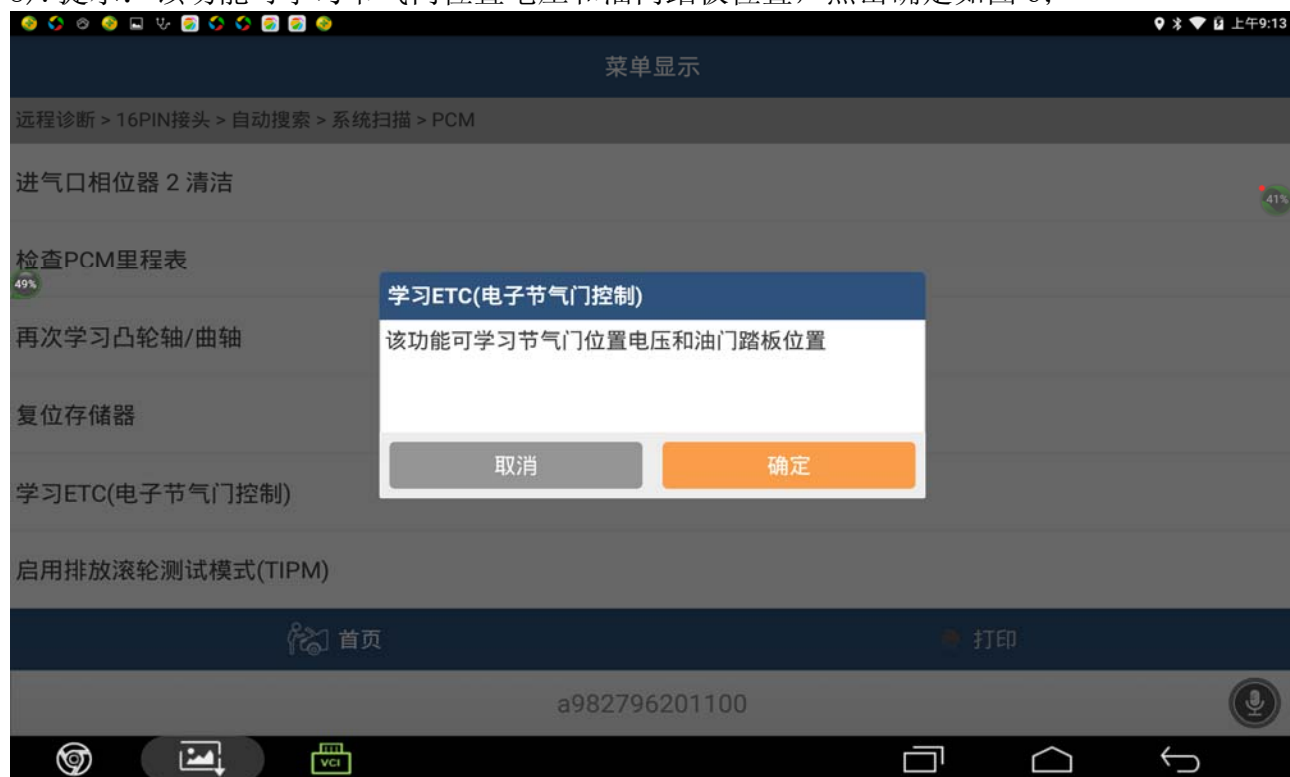 上午9:13
菜单显示
远程诊断 > 16PIN接头 > 自动搜索 > 系统扫描 > PCM
进气口相位器 2 清洁
41%
检查PCM里程表
49%
学习ETC(电子节气门控制)
再次学习凸轮轴/曲轴
该功能可学习节气门位置电压和油门踏板位置
复位存储器
取消
确定
学习ETC(电子节气门控制)
启用排放滚轮测试模式(TIPM)
首页
打印
a982796201100
VCI